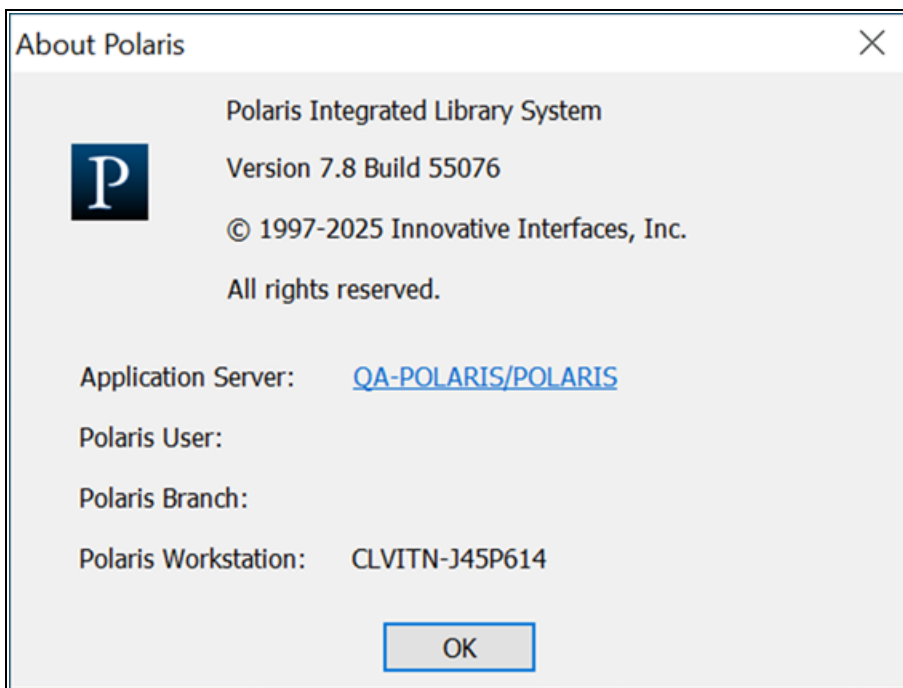 About Polaris
Polaris Integrated Library System
P
Version 7.8 Build 55076
© 1997-2025 Innovative Interfaces, Inc.
All rights reserved.
Application Server: QA-POLARIS/POLARIS
Polaris User:
Polaris Branch:
Polaris Workstation: CLVITN-J45P614
OK